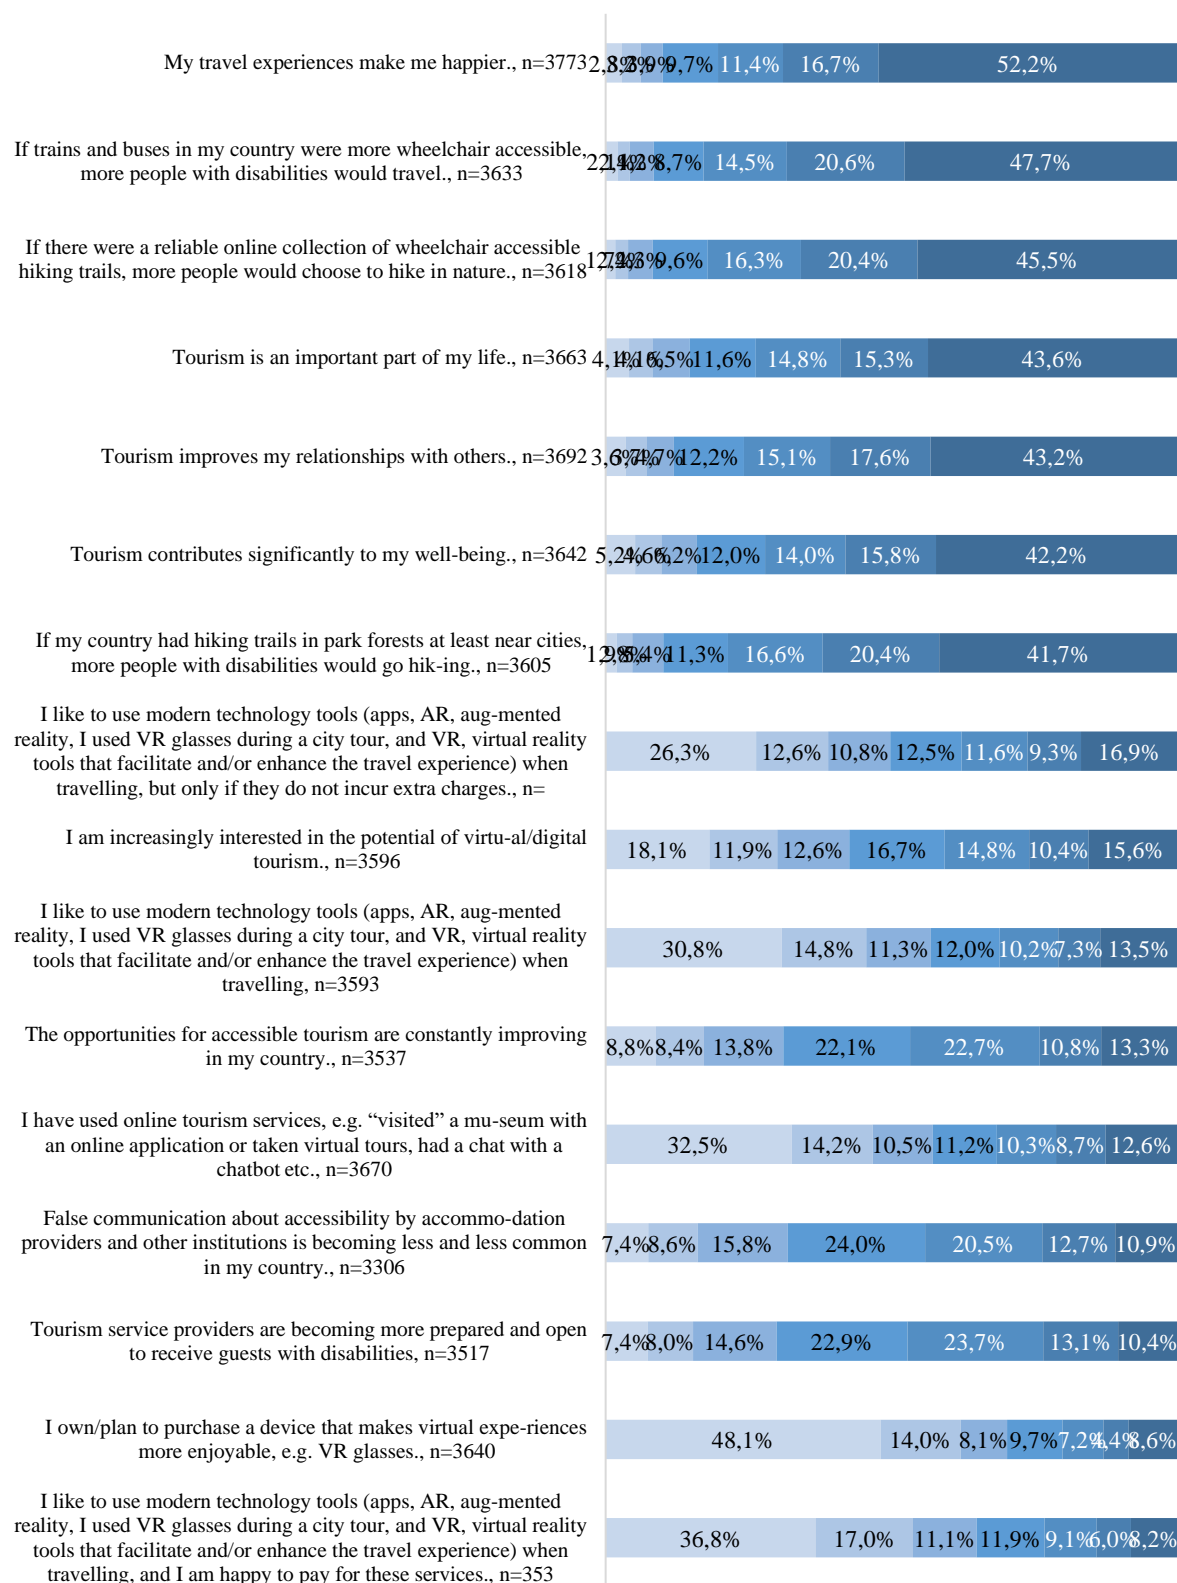 My travel experiences make me happier., n=3773 9,7% 11,4% 16,7% 52,2%
If trains and buses in my country were more wheelchair accessible,
more people with disabilities would travel., n=3633
8,7% 14,5% 20,6% 47,7%
If there were a reliable online collection of wheelchair accessible
hiking trails, more people would choose to hike in nature., n=3618
9,6% 16,3% 20,4% 45,5%
Tourism is an important part of my life., n=3663 4,1% 4,1% 6,5% 11,6% 14,8% 15,3% 43,6%
Tourism improves my relationships with others., n=3692 3,6% 3,7% 4,7% 12,2% 15,1% 17,6% 43,2%
Tourism contributes significantly to my well-being., n=3642 5,2% 4,6% 6,2% 12,0% 14,0% 15,8% 42,2%
If my country had hiking trails in park forests at least near cities,
more people with disabilities would go hik-ing., n=3605
11,3% 16,6% 20,4% 41,7%
I like to use modern technology tools (apps, AR, aug-mented
reality, I used VR glasses during a city tour, and VR, virtual reality
tools that facilitate and/or enhance the travel experience) when
travelling, but only if they do not incur extra charges., n=
26,3% 12,6% 10,8% 12,5% 11,6% 9,3% 16,9%
I am increasingly interested in the potential of virtu-al/digital
tourism., n=3596
18,1% 11,9% 12,6% 16,7% 14,8% 10,4% 15,6%
I like to use modern technology tools (apps, AR, aug-mented
reality, I used VR glasses during a city tour, and VR, virtual reality
tools that facilitate and/or enhance the travel experience) when
travelling, n=3593
30,8% 14,8% 11,3% 12,0% 10,2% 7,3% 13,5%
The opportunities for accessible tourism are constantly improving
in my country., n=3537
8,8% 8,4% 13,8% 22,1% 22,7% 10,8% 13,3%
I have used online tourism services, e.g. “visited” a mu-seum with
an online application or taken virtual tours, had a chat with a
chatbot etc., n=3670
32,5% 14,2% 10,5% 11,2% 10,3% 8,7% 12,6%
False communication about accessibility by accommo-dation
providers and other institutions is becoming less and less common
in my country., n=3306
7,4% 8,6% 15,8% 24,0% 20,5% 12,7% 10,9%
Tourism service providers are becoming more prepared and open
to receive guests with disabilities, n=3517
7,4% 8,0% 14,6% 22,9% 23,7% 13,1% 10,4%
I own/plan to purchase a device that makes virtual expe-riences
more enjoyable, e.g. VR glasses., n=3640
48,1% 14,0% 8,1% 9,7% 7,2% 4,4% 8,6%
I like to use modern technology tools (apps, AR, aug-mented
reality, I used VR glasses during a city tour, and VR, virtual reality
tools that facilitate and/or enhance the travel experience) when
travelling, and I am happy to pay for these services., n=353
36,8% 17,0% 11,1% 11,9% 9,1% 6,0% 8,2%